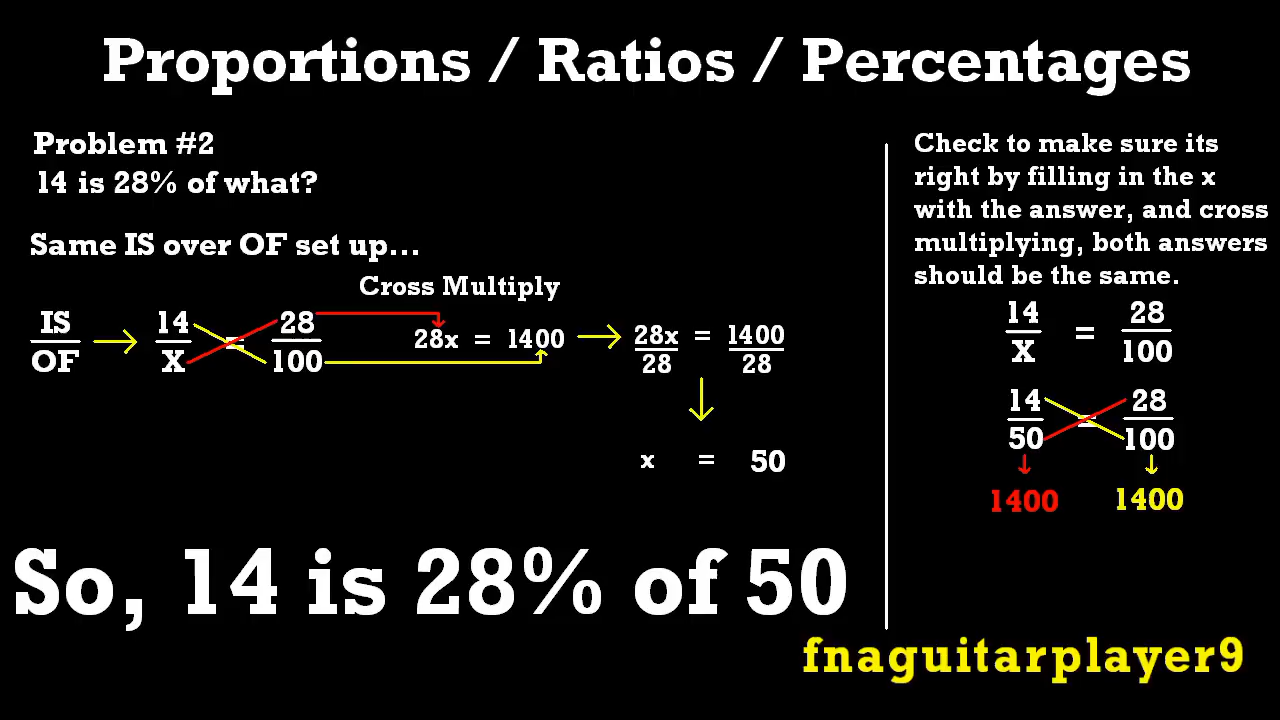 Proportions / Ratios / Percentages
Problem #2
14 is 28% of what?
Same IS over OF set up...
Cross Multiply
IS
OF
14
X
=
28
100
28x = 1400
28x = 1400
28 28
x = 50
So, 14 is 28% of 50
Check to make sure its
right by filling in the x
with the answer, and cross
multiplying, both answers
should be the same.
14
X
=
28
100
14
50
=
28
100
1400 1400
fnaguitarplayer9